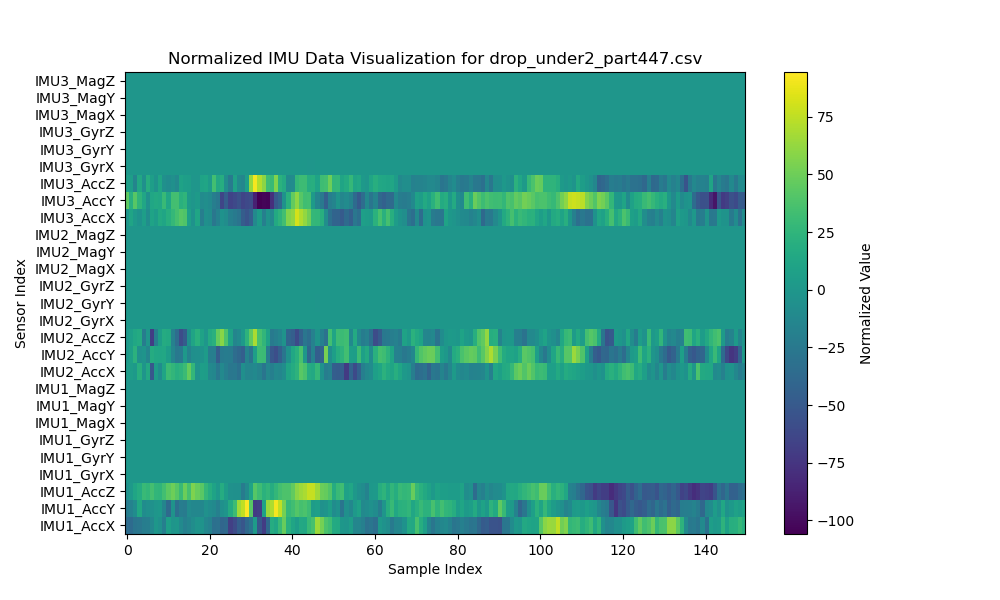 Normalized IMU Data Visualization for drop_under2_part447.csv
IMU3_MagZ
IMU3_MagY
IMU3_MagX
IMU3_GyrZ
IMU3_GyrY
IMU3_GyrX
IMU3_AccZ
IMU3_AccY
IMU3_AccX
IMU2_MagZ
IMU2_MagY
IMU2_MagX
IMU2_GyrZ
IMU2_GyrY
IMU2_GyrX
IMU2_AccZ
IMU2_AccY
IMU2_AccX
IMU1_MagZ
IMU1_MagY
IMU1_MagX
IMU1_GyrZ
IMU1_GyrY
IMU1_GyrX
IMU1_AccZ
IMU1_AccY
IMU1_AccX
Sensor Index
0 20 40 60 80 100 120 140
Sample Index
75
50
25
0
−25
−50
−75
−100
Normalized Value